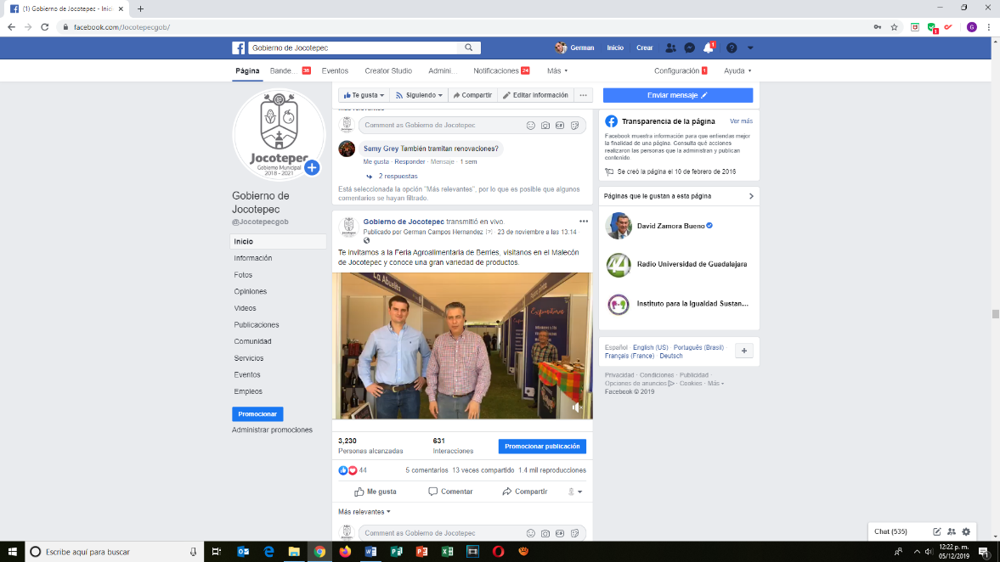 (1) Gobierno de Jocotepec - Inic
facebook.com/Jocotepecgob/
G
Gobierno de Jocotepec
German
Inicio
Crear
1
Página
Bande... 36
Eventos
Creator Studio
Admini...
Notificaciones 24
Más
Configuración 1
Ayuda
Te gusta
Siguiendo
Compartir
Editar información
Enviar mensaje
Jocotepec
Gobierno Municipal
2018 - 2021
Gobierno de
Jocotepec
@Jocotepecgob
Inicio
Información
Fotos
Opiniones
Videos
Publicaciones
Comunidad
Servicios
Eventos
Empleos
Promocionar
Administrar promociones
Más relevantes
Comment as Gobierno de Jocotepec
Samy Grey También tramitan renovaciones?
Me gusta · Responder · Mensaje · 1 sem
2 respuestas
Está seleccionada la opción "Más relevantes"; por lo que es posible que algunos
comentarios se hayan filtrado.
Gobierno de Jocotepec transmitió en vivo.
Publicado por German Campos Hernandez [?] · 23 de noviembre a las 13:14 ·
Te invitamos a la Feria Agroalimentaria de Berries, visitanos en el Malecón
de Jocotepec y conoce una gran variedad de productos.
La Abuelita
Expositores
3,230
Personas alcanzadas
631
Interacciones
Promocionar publicación
44
5 comentarios 13 veces compartido 1.4 mil reproducciones
Me gusta
Comentar
Compartir
Más relevantes
Comment as Gobierno de Jocotepec
Transparencia de la página
Ver más
Facebook muestra información para que entiendas mejor
la finalidad de una página. Consulta qué acciones
realizaron las personas que la administran y publican
contenido.
Se creó la página el 10 de febrero de 2016
Páginas que le gustan a esta página
David Zamora Bueno
Radio Universidad de Guadalajara
Instituto para la Igualdad Sustan...
Español · English (US) · Português (Brasil) ·
Français (France) · Deutsch
Privacidad · Condiciones · Publicidad ·
Opciones de anuncios · Cookies · Más
Facebook © 2019
Chat (535)
Escribe aquí para buscar
12:22 p. m.
05/12/2019
1